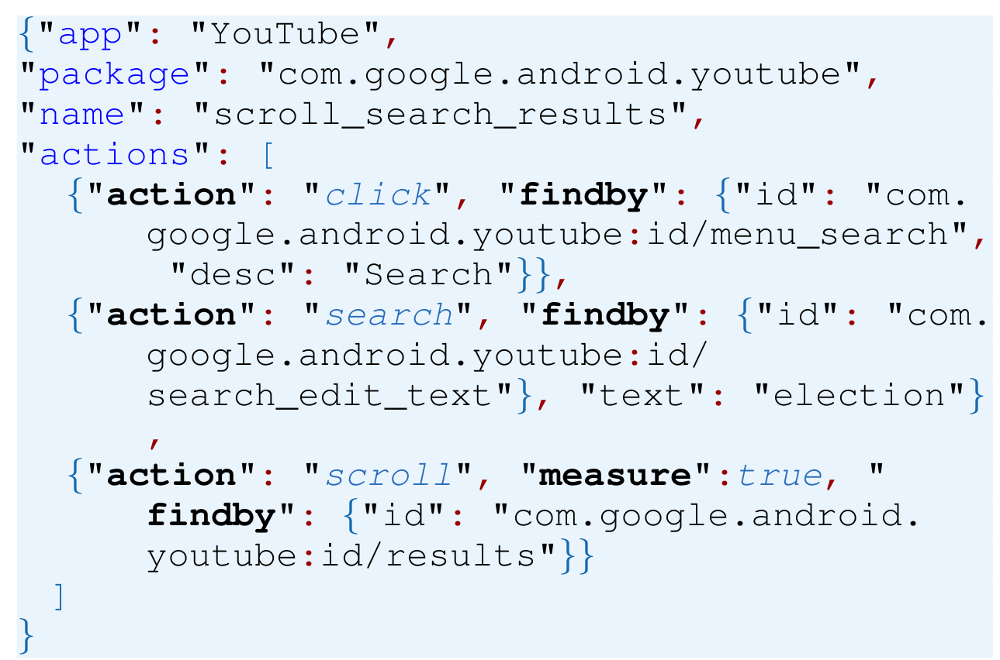 {"app": "YouTube",
"package": "com.google.android.youtube",
"name": "scroll_search_results",
"actions": [
{"action": "click", "findby": {"id": "com.
google.android.youtube:id/menu_search",
"desc": "Search"}},
{"action": "search", "findby": {"id": "com.
google.android.youtube:id/
search_edit_text"}, "text": "election"}
,
{"action": "scroll", "measure":true, "
findby": {"id": "com.google.android.
youtube:id/results"}}
]
}